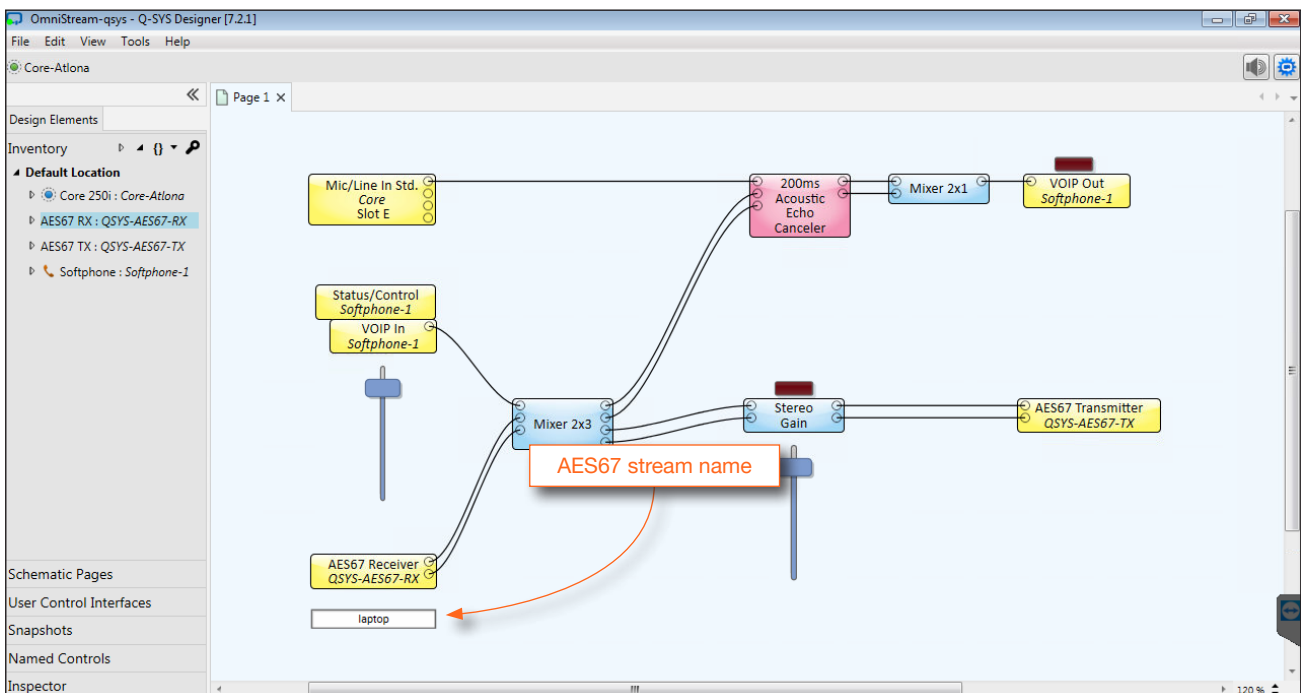 OmniStream-qsys - Q-SYS Designer [7.2.1]
File Edit View Tools Help
Core-Atlona
Page 1 X
Design Elements
Inventory {}
Default Location
Core 250i : Core-Atlona
AES67 RX : QSYS-AES67-RX
AES67 TX : QSYS-AES67-TX
Softphone : Softphone-1
Mic/Line In Std.
Core
Slot E
200ms
Acoustic
Echo
Canceler
Mixer 2x1
VOIP Out
Softphone-1
Status/Control
Softphone-1
VOIP In
Softphone-1
Mixer 2x3
Stereo
Gain
AES67 Transmitter
QSYS-AES67-TX
AES67 stream name
AES67 Receiver
QSYS-AES67-RX
laptop
Schematic Pages
User Control Interfaces
Snapshots
Named Controls
Inspector
120 %